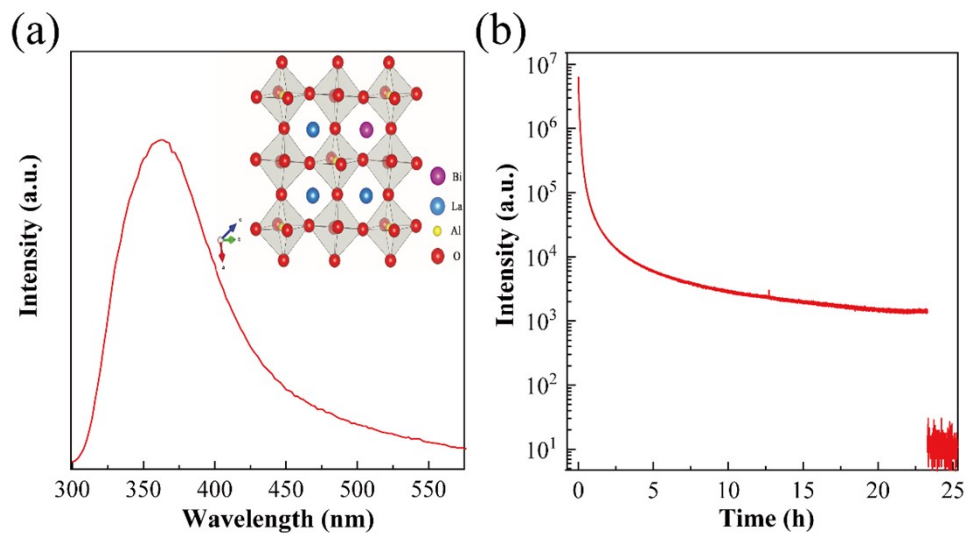 (a)
Intensity (a.u.)
Bi
La
Al
O
300 350 400 450 500 550
Wavelength (nm)
(b)
Intensity (a.u.)
10⁷
10⁶
10⁵
10⁴
10³
10²
10¹
0 5 10 15 20 25
Time (h)